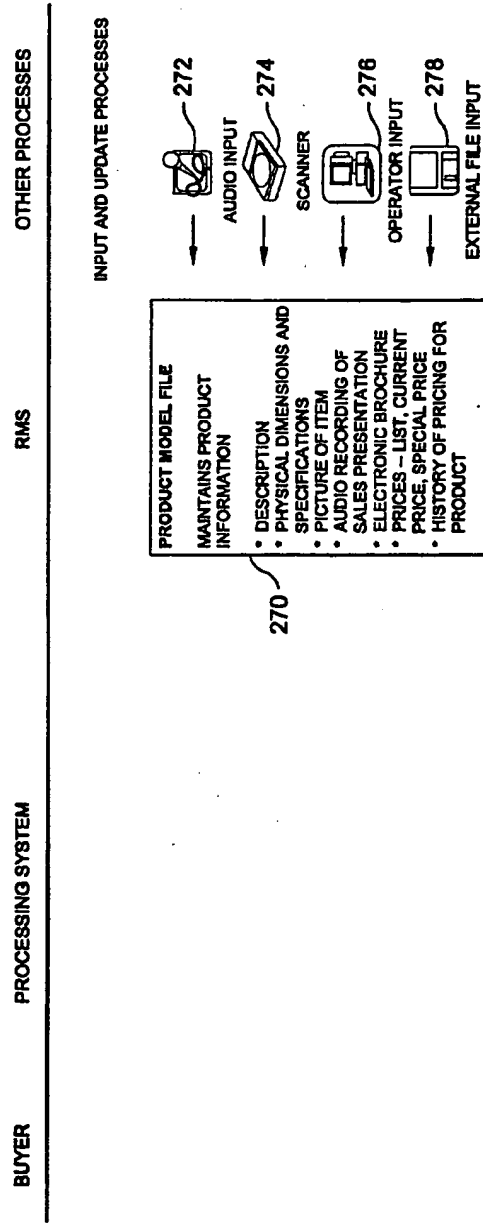 BUYER
PROCESSING SYSTEM
RMS
OTHER PROCESSES
INPUT AND UPDATE PROCESSES
PRODUCT MODEL FILE
MAINTAINS PRODUCT
INFORMATION
• DESCRIPTION
• PHYSICAL DIMENSIONS AND
SPECIFICATIONS
• PICTURE OF ITEM
• AUDIO RECORDING OF
SALES PRESENTATION
• ELECTRONIC BROCHURE
• PRICES – LIST, CURRENT
PRICE, SPECIAL PRICE
• HISTORY OF PRICING FOR
PRODUCT
270
272
AUDIO INPUT
274
SCANNER
276
OPERATOR INPUT
278
EXTERNAL FILE INPUT